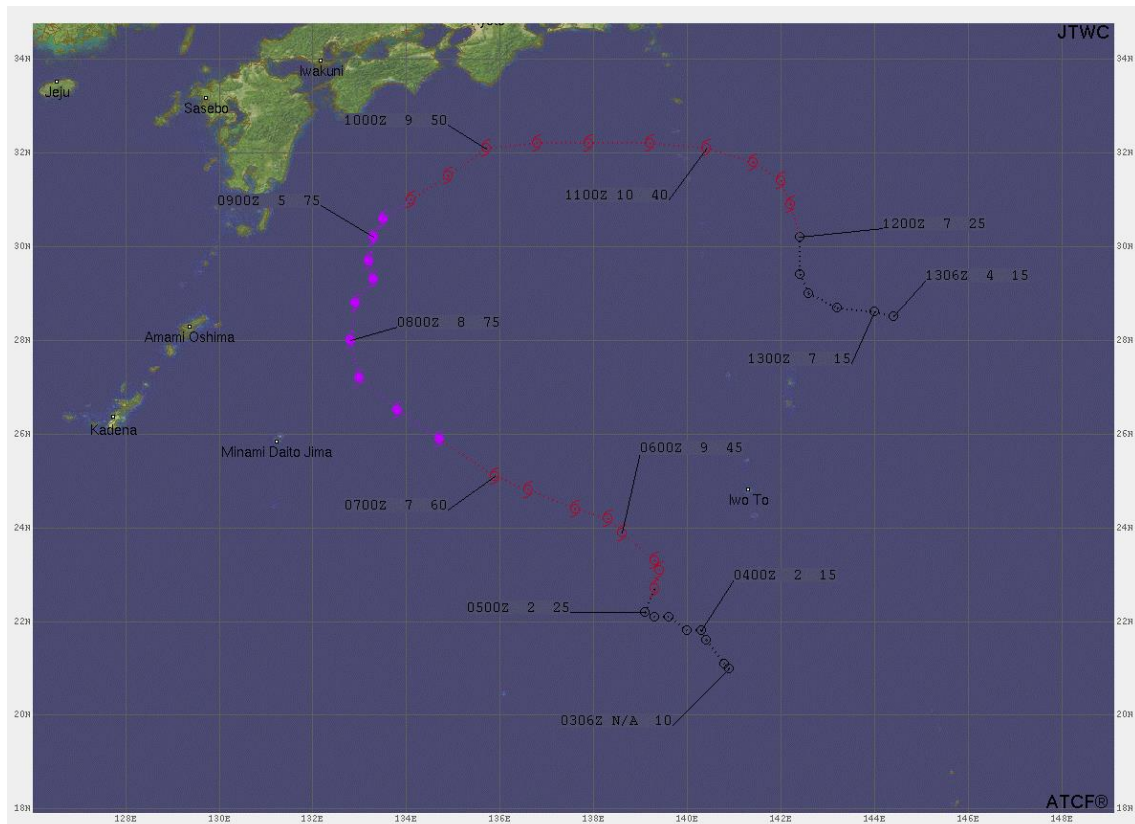 Kyoto
JTWC
34N
34N
Iwakuni
Jeju
Sasebo
1000Z 9 50
32N
32N
1100Z 10 40
0900Z 5 75
1200Z 7 25
30N
30N
1306Z 4 15
0800Z 8 75
Amami Oshima
28N
28N
1300Z 7 15
Kadena
26N
26N
Minami Daito Jima
0600Z 9 45
0700Z 7 60
Iwo To
24N
24N
0400Z 2 15
0500Z 2 25
22N
22N
0306Z N/A 10
20N
20N
ATCF®
18N
18N
128E 130E 132E 134E 136E 138E 140E 142E 144E 146E 148E